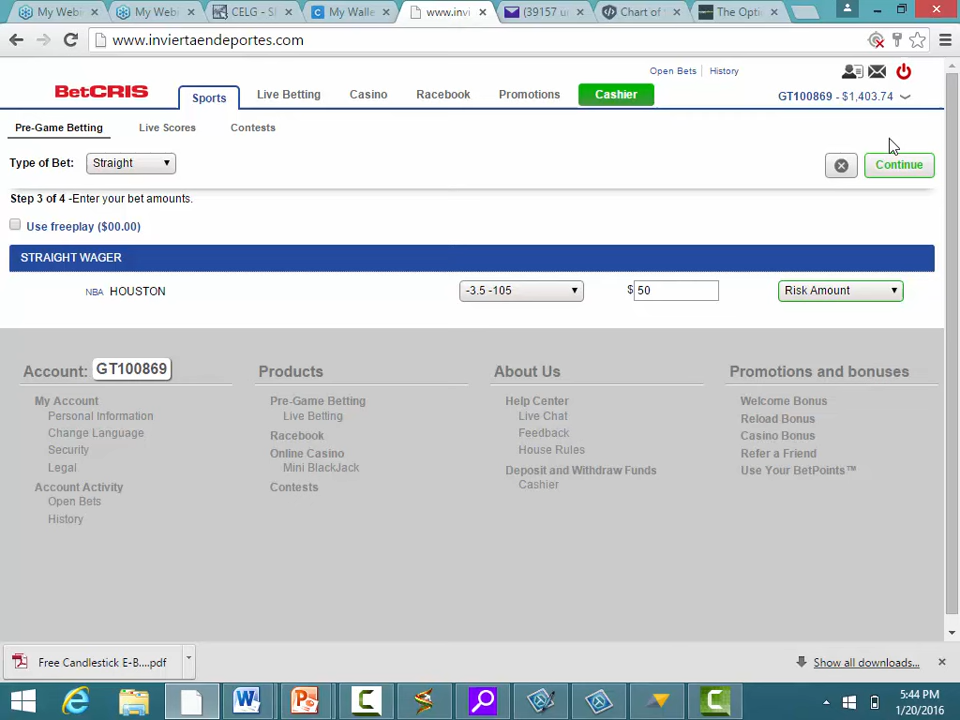 My Web
My Webi
CELG - S
My Walle
www.invi
(39157 u
Chart of
The Opti
www.inviertaendeportes.com
Open Bets | History
BetCRIS
Sports
Live Betting
Casino
Racebook
Promotions
Cashier
GT100869 - $1,403.74
Pre-Game Betting
Live Scores
Contests
Type of Bet:
Straight
Continue
Step 3 of 4 -Enter your bet amounts.
Use freeplay ($00.00)
STRAIGHT WAGER
NBA HOUSTON
-3.5 -105
$ 50
Risk Amount
Account: GT100869
Products
About Us
Promotions and bonuses
My Account
Pre-Game Betting
Help Center
Welcome Bonus
Personal Information
Live Betting
Live Chat
Reload Bonus
Change Language
Racebook
Feedback
Casino Bonus
Security
Online Casino
House Rules
Refer a Friend
Legal
Mini BlackJack
Deposit and Withdraw Funds
Use Your BetPoints™
Account Activity
Contests
Cashier
Open Bets
History
Free Candlestick E-B....pdf
Show all downloads...
5:44 PM
1/20/2016